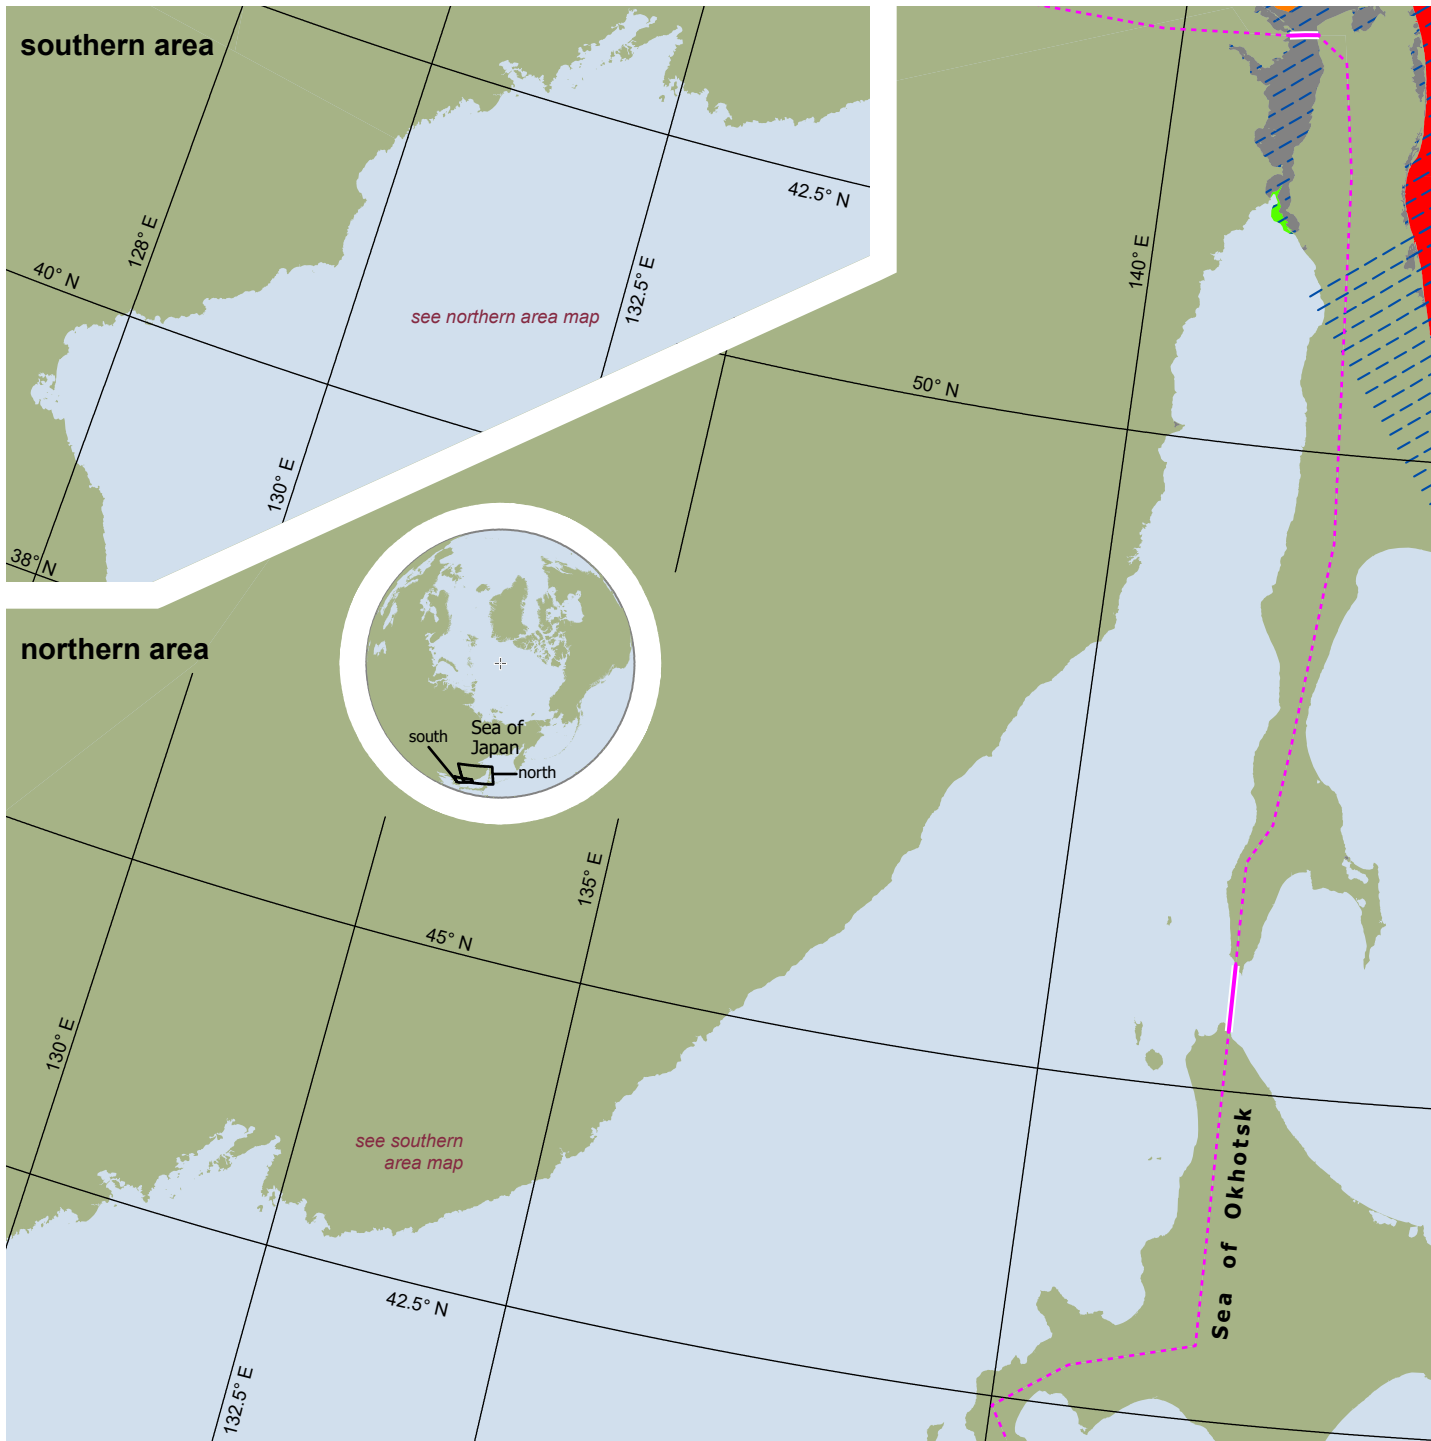 southern area
128° E
40° N
38° N
130° E
132.5° E
42.5° N
see northern area map
140° E
50° N
northern area
south
Sea of
Japan
north
135° E
45° N
130° E
see southern
area map
42.5° N
132.5° E
Sea of Okhotsk